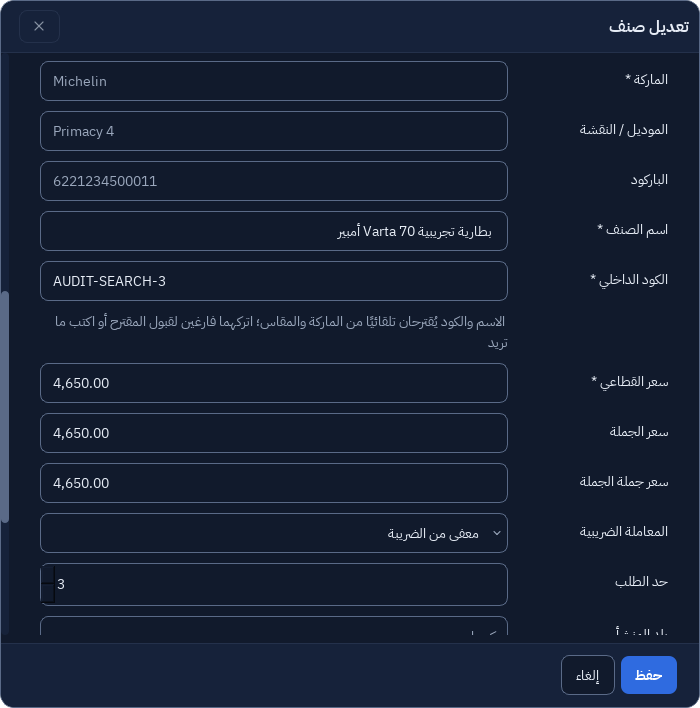 تعديل صنف
الماركة *
Michelin
الموديل / النقشة
Primacy 4
الباركود
6221234500011
اسم الصنف *
بطارية تجريبية Varta 70 أمبير
الكود الداخلي *
AUDIT-SEARCH-3
الاسم والكود يُقترحان تلقائيًا من الماركة والمقاس؛ اتركهما فارغين لقبول المقترح أو اكتب ما
تريد
سعر القطاعي *
4,650.00
سعر الجملة
4,650.00
سعر جملة الجملة
4,650.00
المعاملة الضريبية
معفى من الضريبة
حد الطلب
3
بلد المنشأ
إلغاء
حفظ